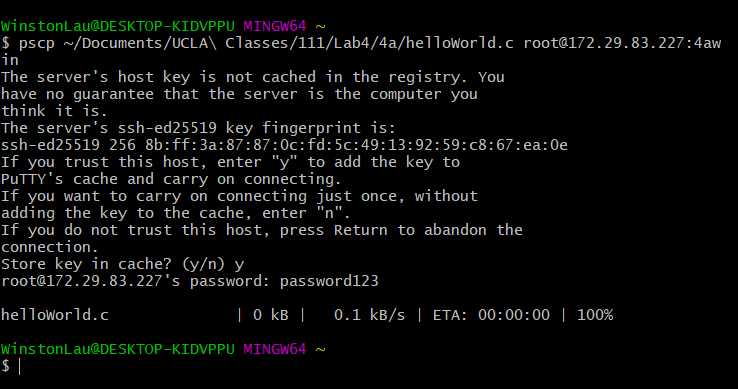 WinstonLau@DESKTOP-KIDVPPU MINGW64 ~
$ pscp ~/Documents/UCLA\ Classes/111/Lab4/4a/helloWorld.c root@172.29.83.227:4aw
in
The server's host key is not cached in the registry. You
have no guarantee that the server is the computer you
think it is.
The server's ssh-ed25519 key fingerprint is:
ssh-ed25519 256 8b:ff:3a:87:87:0c:fd:5c:49:13:92:59:c8:67:ea:0e
If you trust this host, enter "y" to add the key to
PuTTY's cache and carry on connecting.
If you want to carry on connecting just once, without
adding the key to the cache, enter "n".
If you do not trust this host, press Return to abandon the
connection.
Store key in cache? (y/n) y
root@172.29.83.227's password: password123
helloWorld.c | 0 kB | 0.1 kB/s | ETA: 00:00:00 | 100%
WinstonLau@DESKTOP-KIDVPPU MINGW64 ~
$